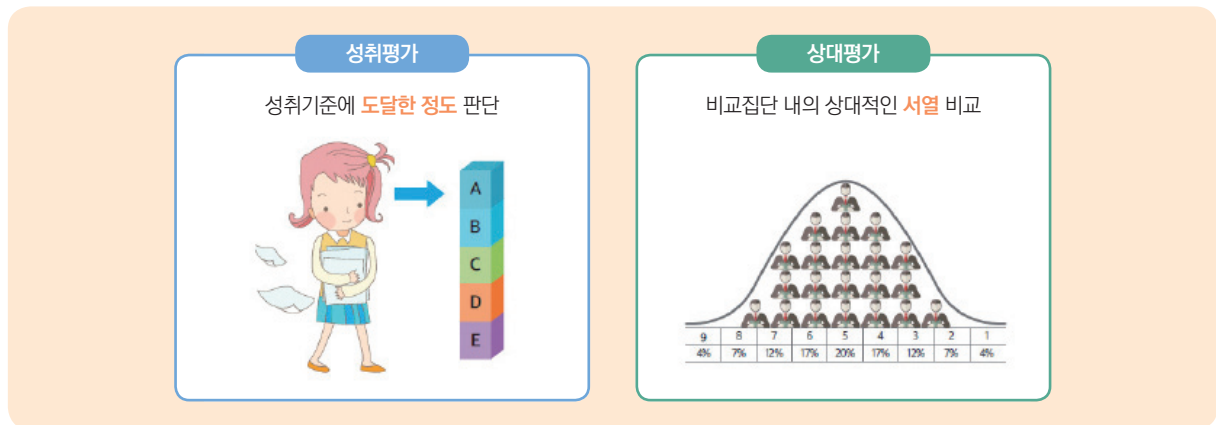 성취평가
성취기준에 도달한 정도 판단
A
B
C
D
E
상대평가
비교집단 내의 상대적인 서열 비교
9 8 7 6 5 4 3 2 1
4% 7% 12% 17% 20% 17% 12% 7% 4%